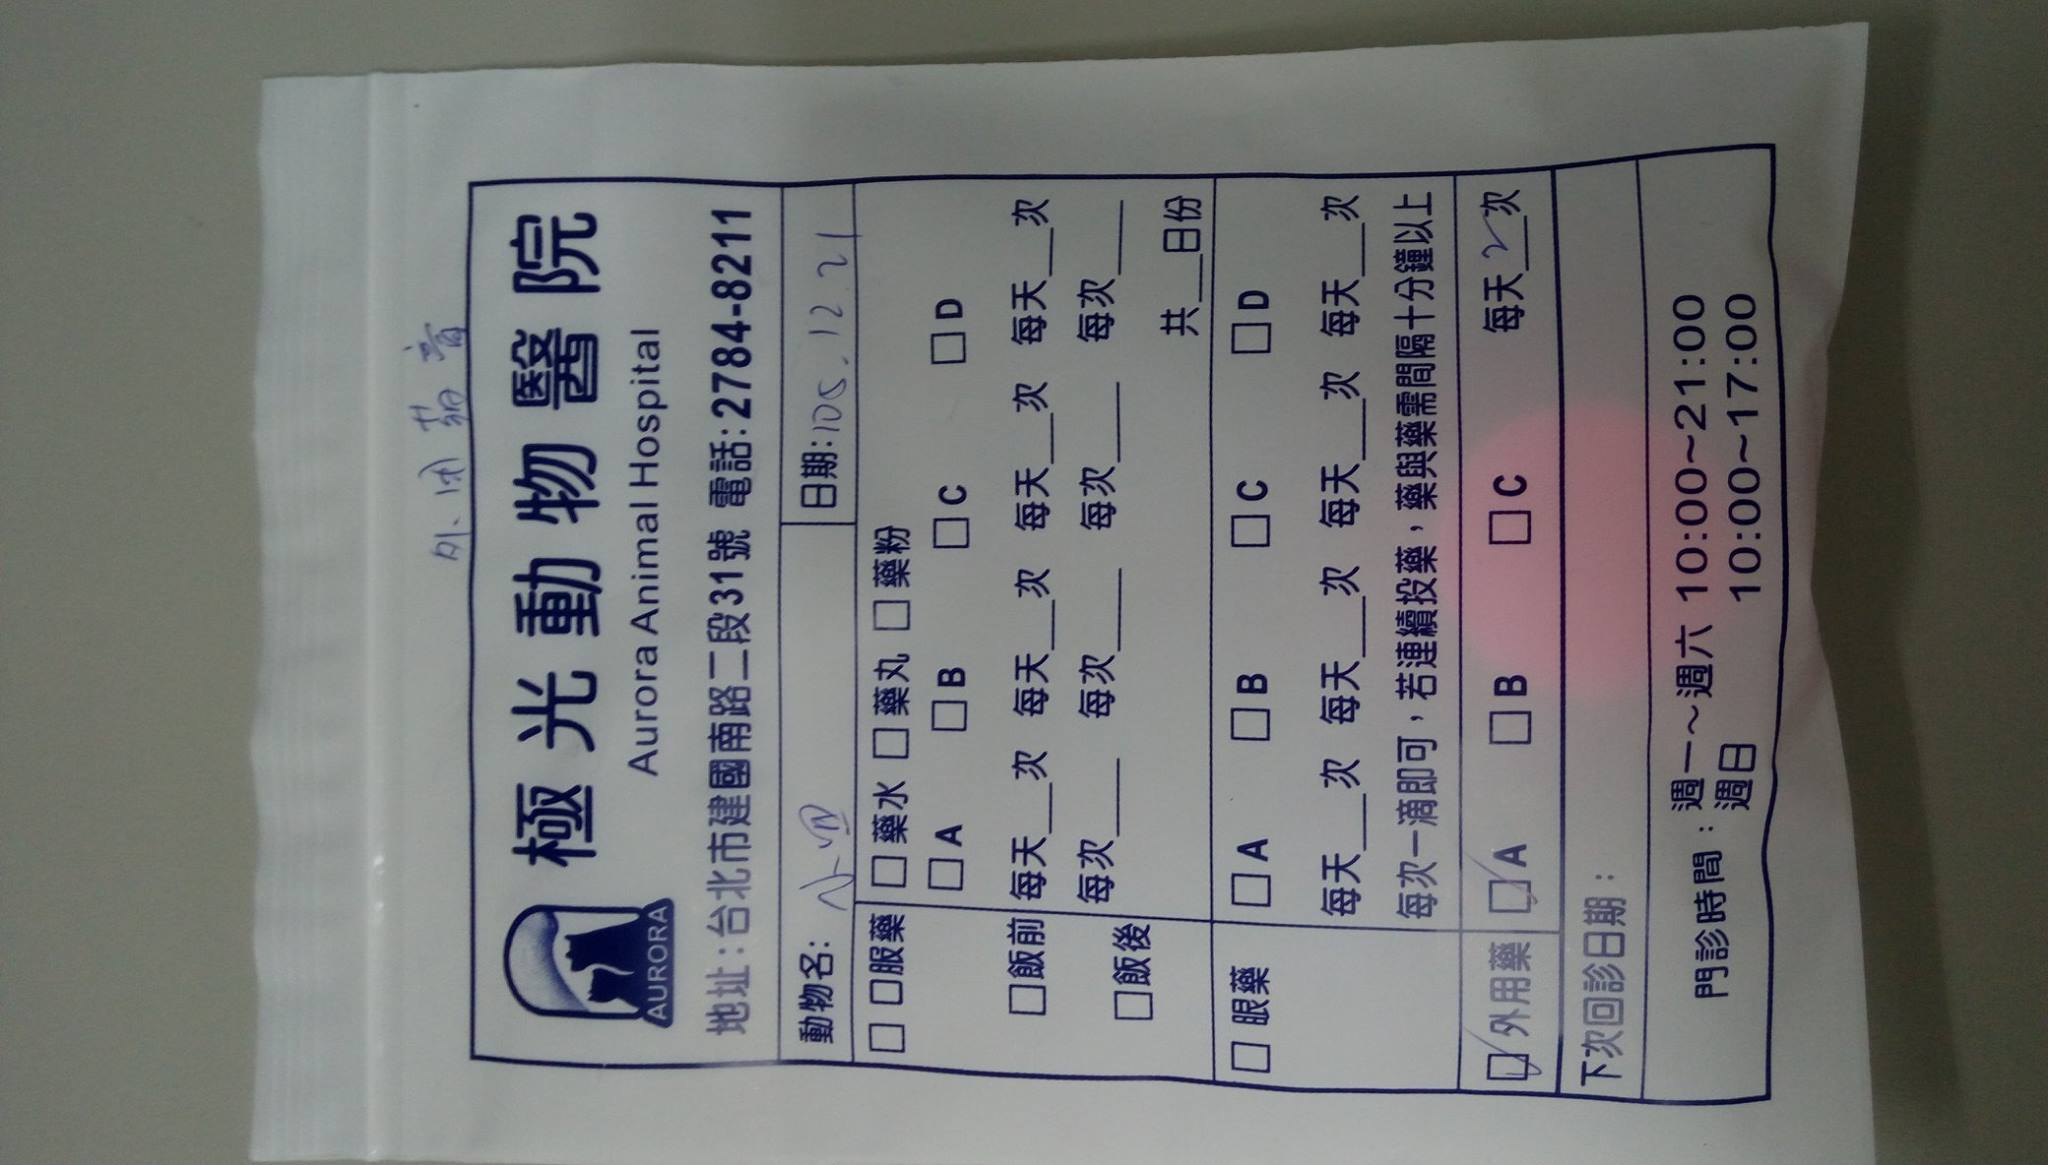 外用藥膏
極光動物醫院
AURORA
Aurora Animal Hospital
地址:台北市建國南路二段31號 電話:2784-8211
動物名: 小 日期:105.12.21
□口服藥 □藥水 □藥丸 □藥粉
□A □B □C □D
□飯前 每天__次 每天__次 每天__次 每天__次
□飯後 每次____ 每次____ 每次____ 每次____
共__日份
□眼藥 □A □B □C □D
每天__次 每天__次 每天__次 每天__次
每次一滴即可,若連續投藥,藥與藥需間隔十分鐘以上
☑外用藥 ☑A □B □C 每天2次
下次回診日期:
門診時間:週一~週六 10:00~21:00
週日 10:00~17:00